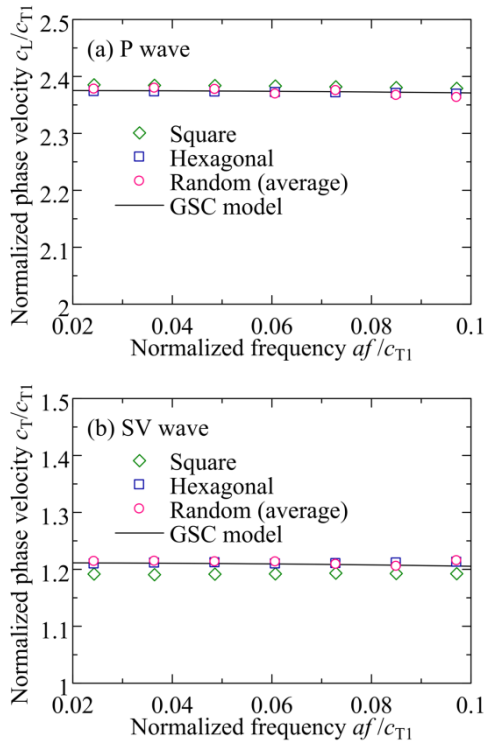 Normalized phase velocity cL/cT1
2.5
2.4
2.3
2.2
2.1
2
(a) P wave
Square
Hexagonal
Random (average)
GSC model
0.02 0.04 0.06 0.08 0.1
Normalized frequency af/cT1
Normalized phase velocity cT/cT1
1.5
1.4
1.3
1.2
1.1
1
(b) SV wave
Square
Hexagonal
Random (average)
GSC model
0.02 0.04 0.06 0.08 0.1
Normalized frequency af/cT1